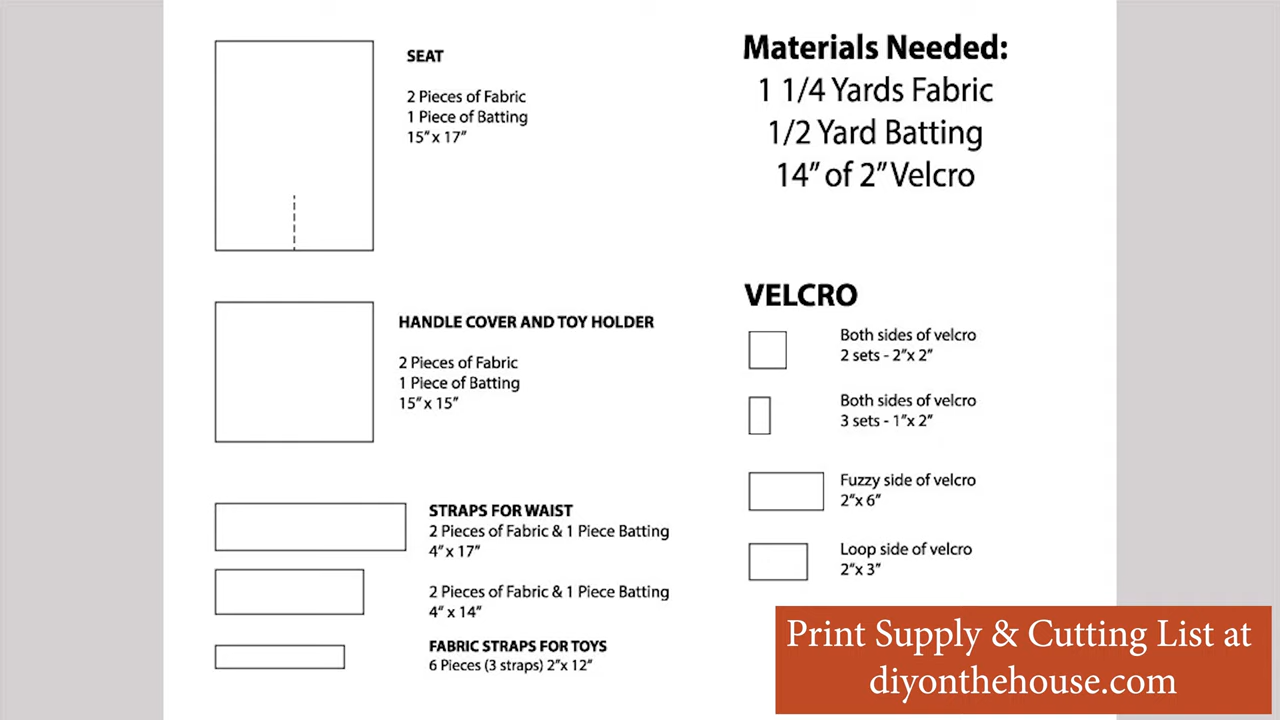 SEAT
2 Pieces of Fabric
1 Piece of Batting
15” x 17”
HANDLE COVER AND TOY HOLDER
2 Pieces of Fabric
1 Piece of Batting
15” x 15”
STRAPS FOR WAIST
2 Pieces of Fabric & 1 Piece Batting
4” x 17”
2 Pieces of Fabric & 1 Piece Batting
4” x 14”
FABRIC STRAPS FOR TOYS
6 Pieces (3 straps) 2”x 12”
Materials Needed:
1 1/4 Yards Fabric
1/2 Yard Batting
14” of 2” Velcro
VELCRO
Both sides of velcro
2 sets - 2”x 2”
Both sides of velcro
3 sets - 1”x 2”
Fuzzy side of velcro
2”x 6”
Loop side of velcro
2”x 3”
Print Supply & Cutting List at
diyonthehouse.com